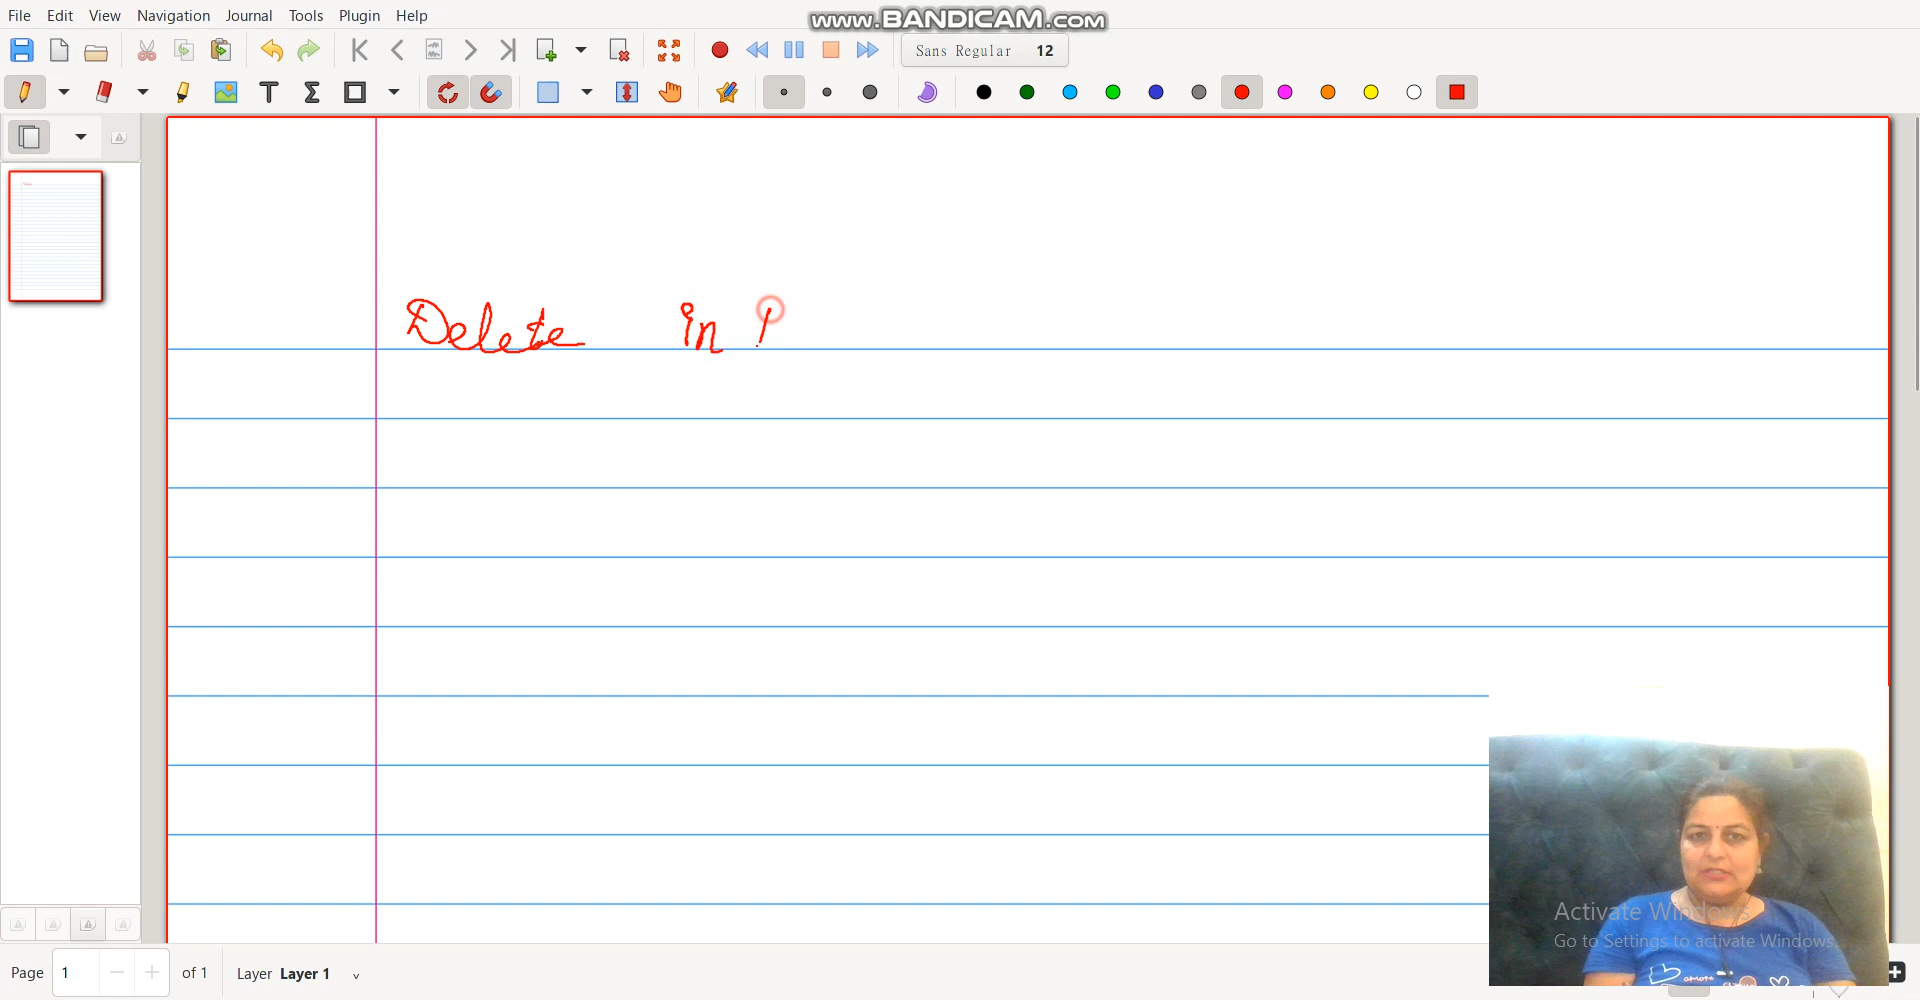 www.BANDICAM.com
File Edit View Navigation Journal Tools Plugin Help
Sans Regular 12
Delete in
Activate Windows
Go to Settings to activate Windows.
Page 1 of 1 Layer Layer 1